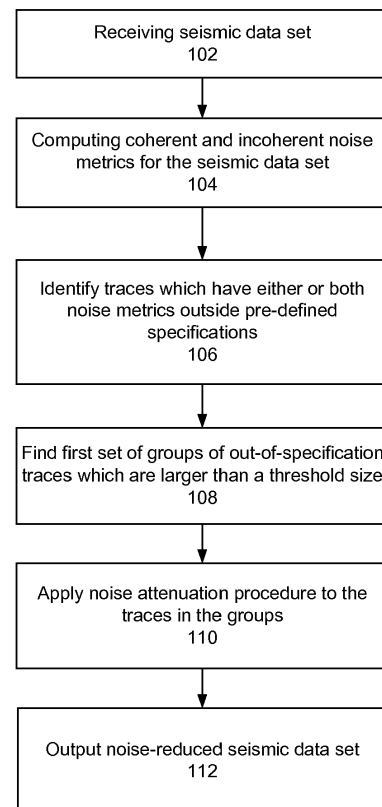 Receiving seismic data set
102
Computing coherent and incoherent noise
metrics for the seismic data set
104
Identify traces which have either or both
noise metrics outside pre-defined
specifications
106
Find first set of groups of out-of-specification
traces which are larger than a threshold size
108
Apply noise attenuation procedure to the
traces in the groups
110
Output noise-reduced seismic data set
112